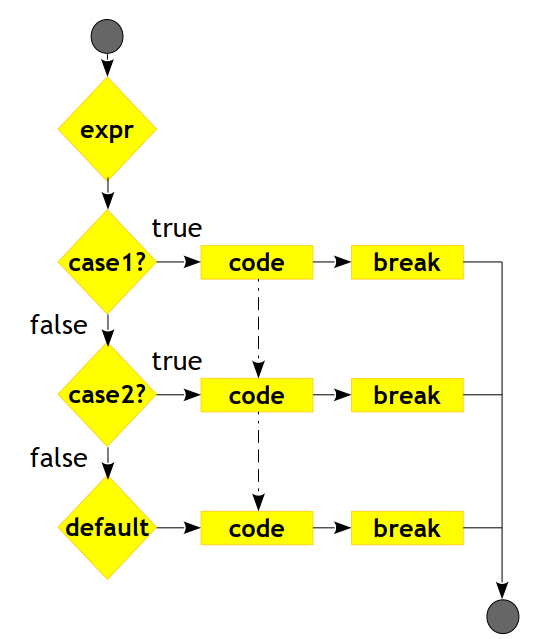 expr
true
case1?
code
break
false
true
case2?
code
break
false
default
code
break